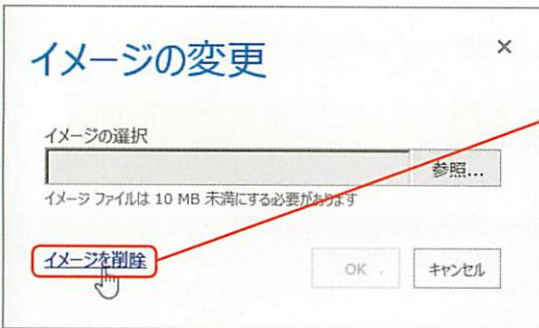 イメージの変更
×
イメージの選択
参照...
イメージ ファイルは 10 MB 未満にする必要があります
イメージを削除
OK
キャンセル